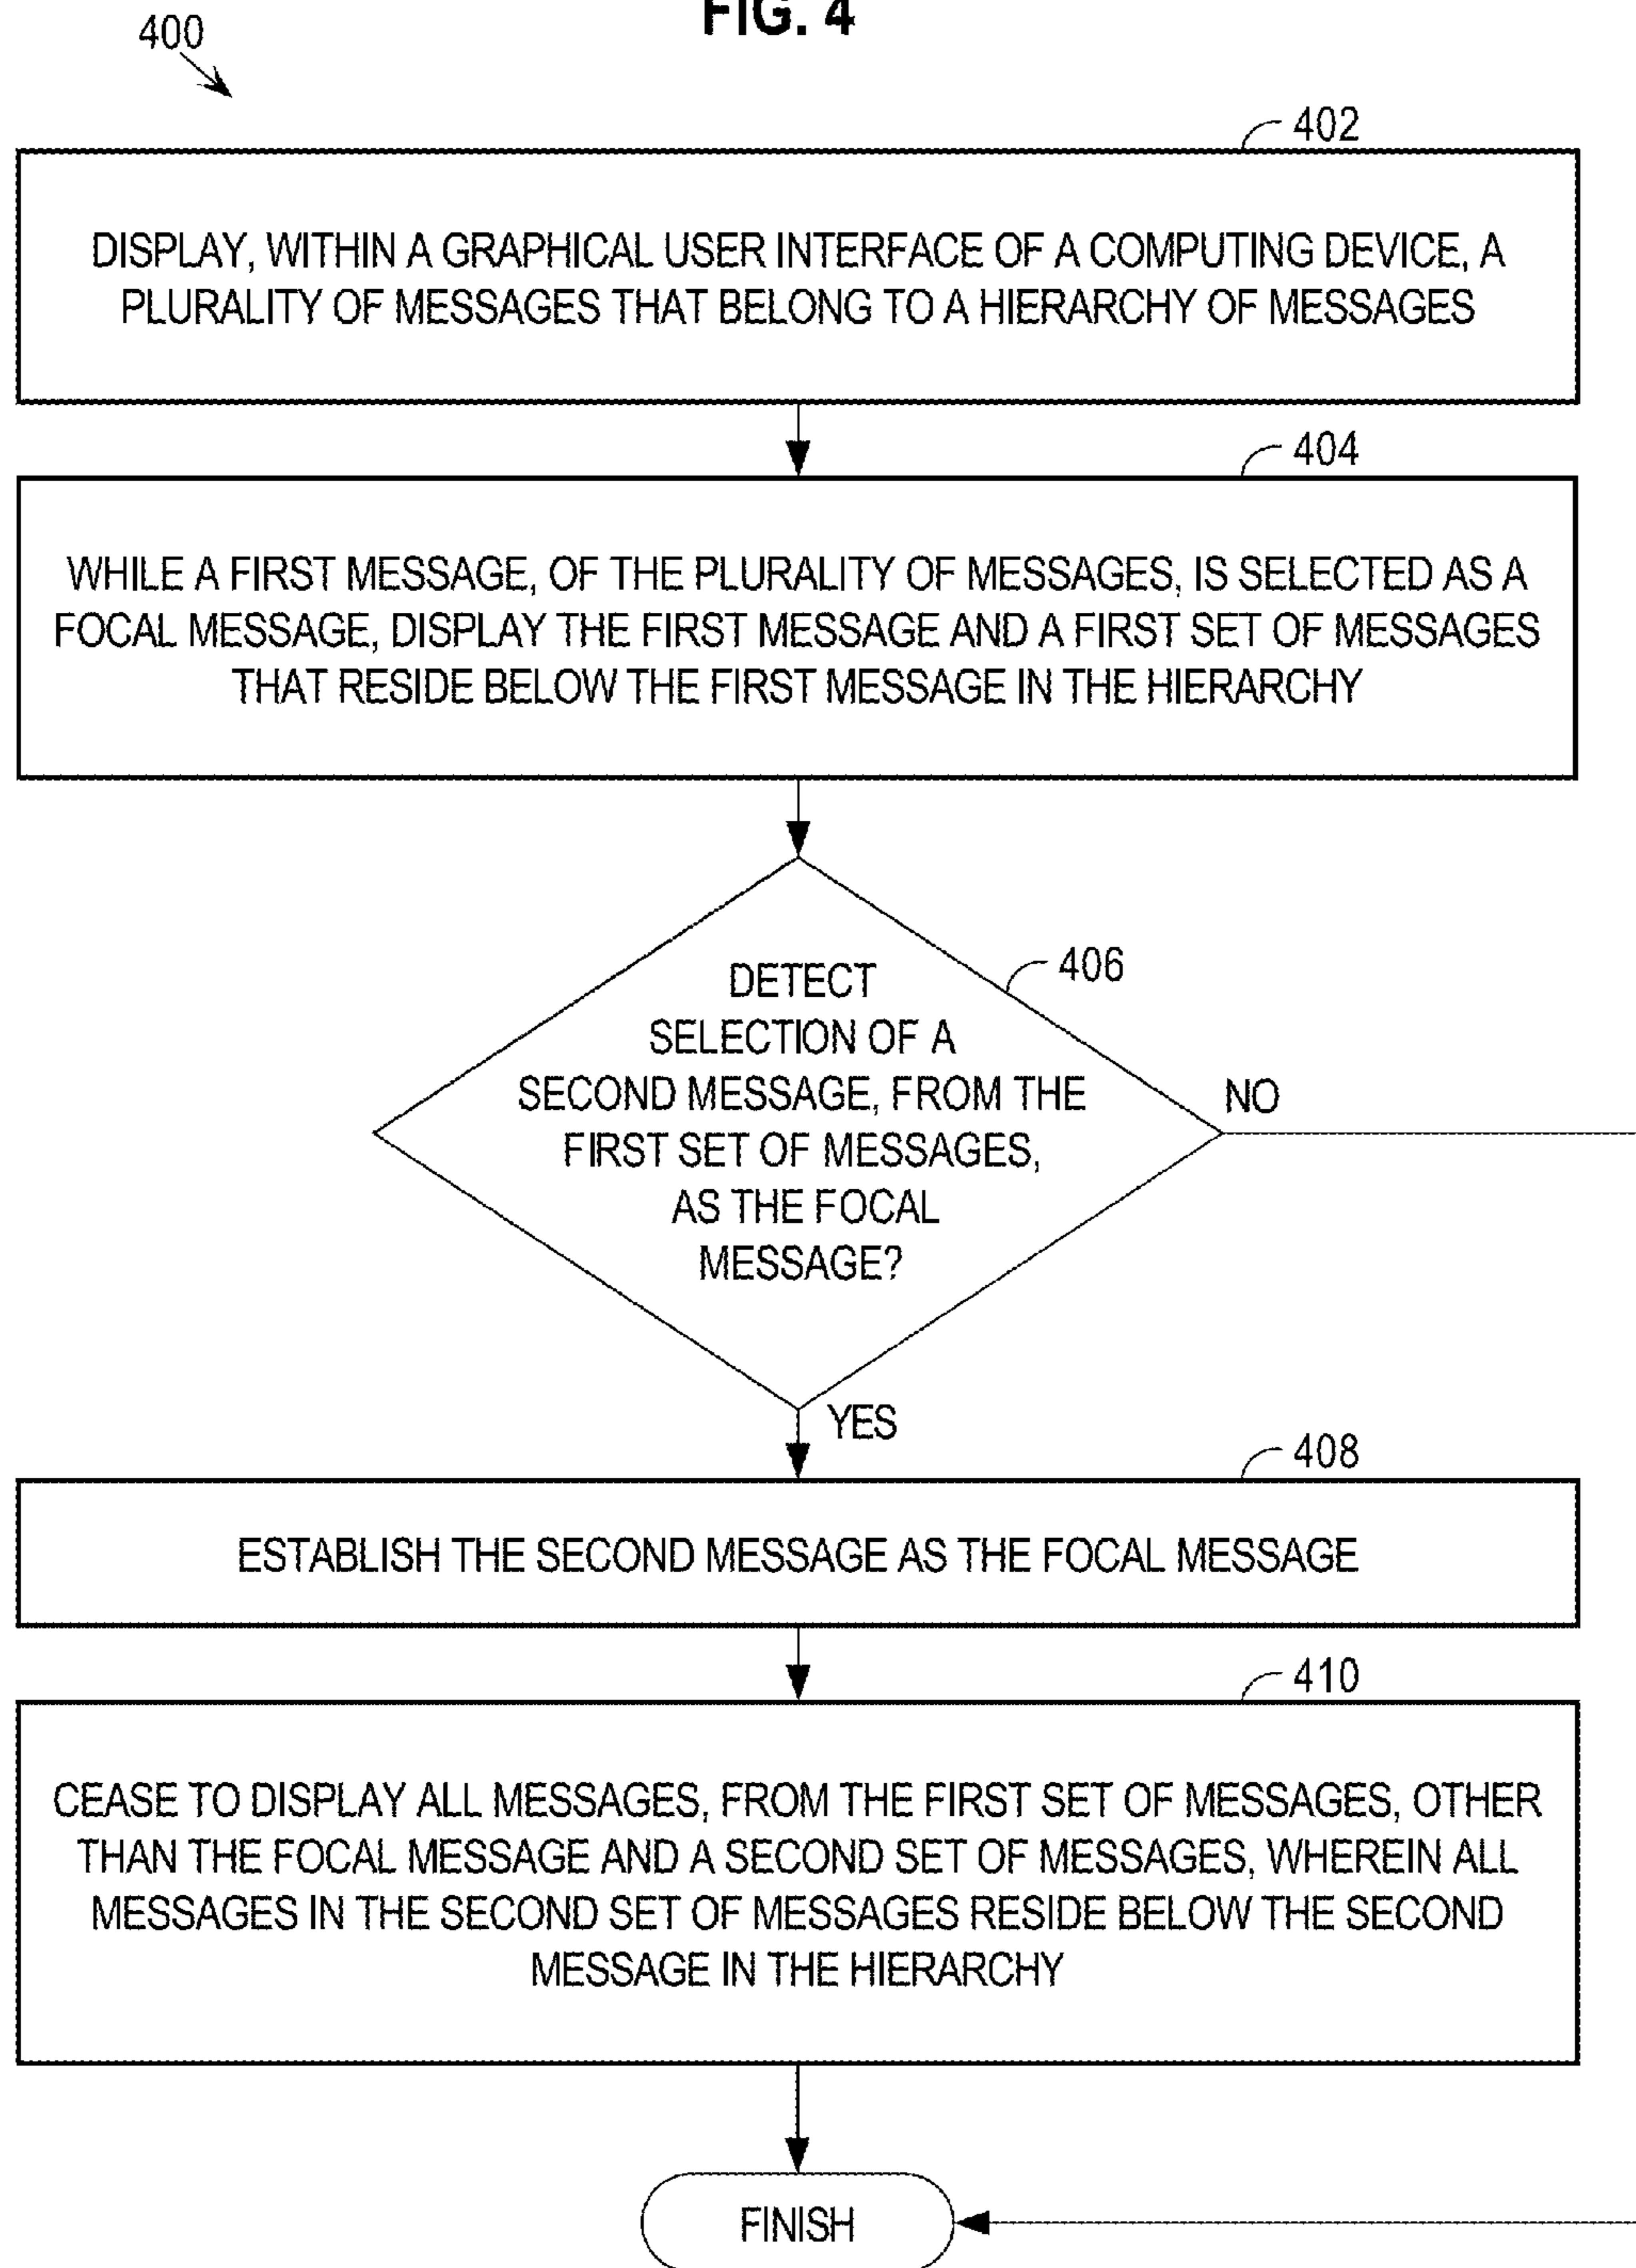 FIG. 4
400
402
DISPLAY, WITHIN A GRAPHICAL USER INTERFACE OF A COMPUTING DEVICE, A
PLURALITY OF MESSAGES THAT BELONG TO A HIERARCHY OF MESSAGES
404
WHILE A FIRST MESSAGE, OF THE PLURALITY OF MESSAGES, IS SELECTED AS A
FOCAL MESSAGE, DISPLAY THE FIRST MESSAGE AND A FIRST SET OF MESSAGES
THAT RESIDE BELOW THE FIRST MESSAGE IN THE HIERARCHY
406
DETECT
SELECTION OF A
SECOND MESSAGE, FROM THE
FIRST SET OF MESSAGES,
AS THE FOCAL
MESSAGE?
NO
YES
408
ESTABLISH THE SECOND MESSAGE AS THE FOCAL MESSAGE
410
CEASE TO DISPLAY ALL MESSAGES, FROM THE FIRST SET OF MESSAGES, OTHER
THAN THE FOCAL MESSAGE AND A SECOND SET OF MESSAGES, WHEREIN ALL
MESSAGES IN THE SECOND SET OF MESSAGES RESIDE BELOW THE SECOND
MESSAGE IN THE HIERARCHY
FINISH